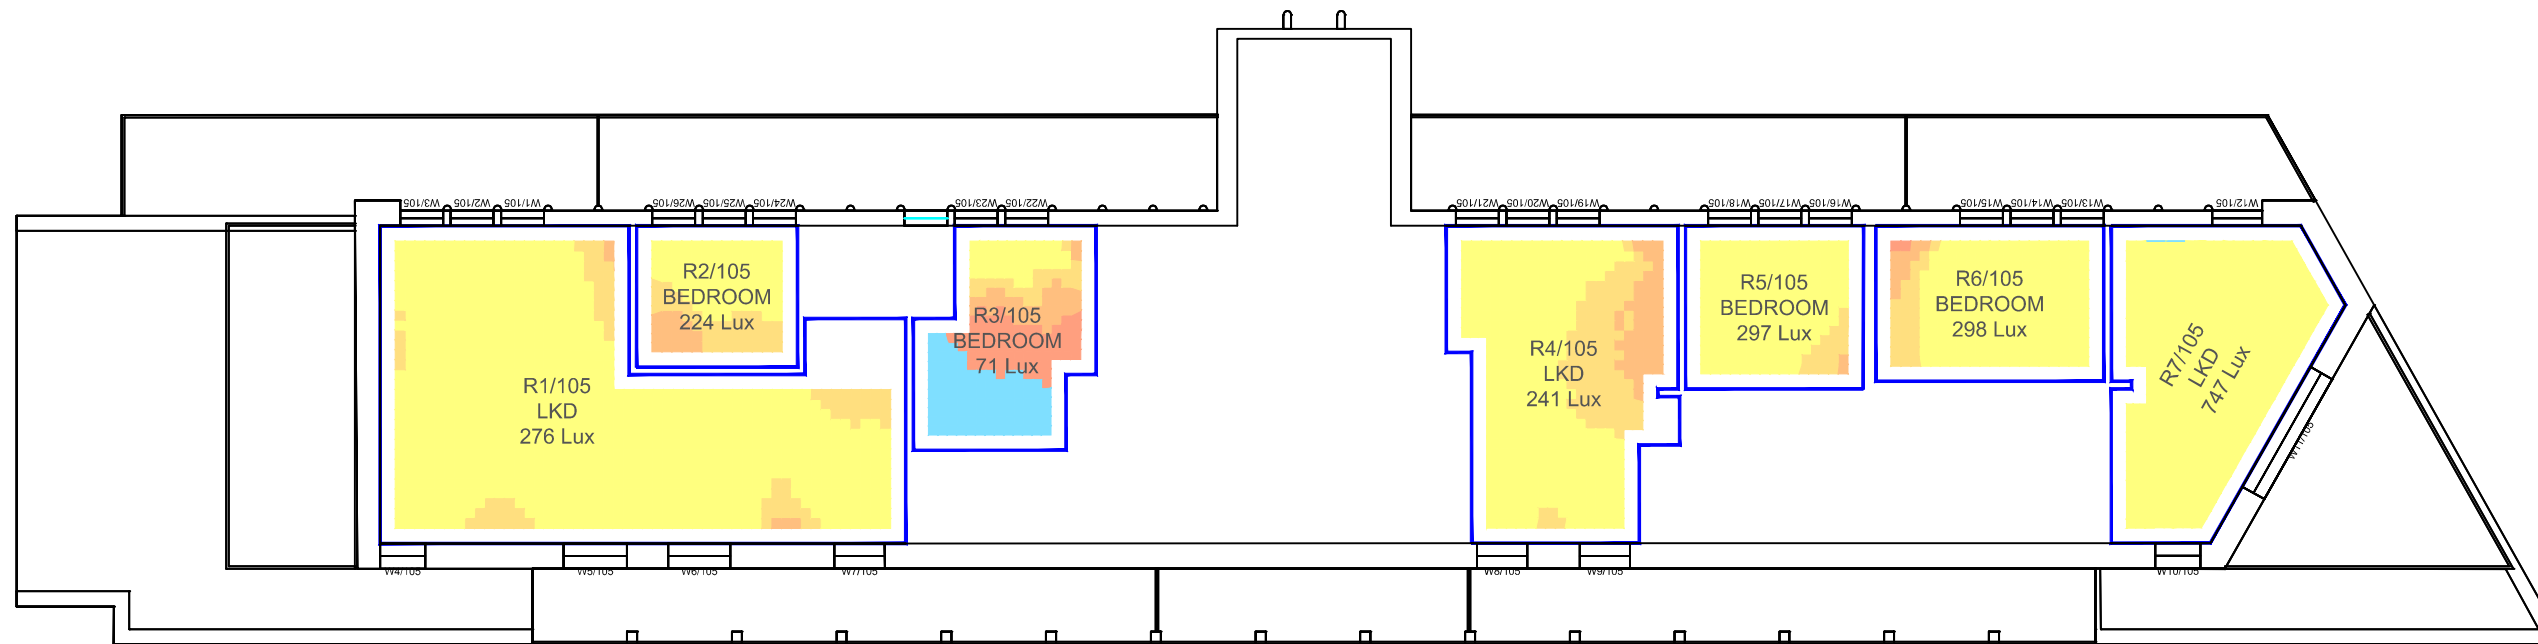 W3/105
W2/105
W1/105
W26/105
W25/105
W24/105
W23/105
W22/105
W21/105
W20/105
W19/105
W18/105
W17/105
W16/105
W15/105
W14/105
W13/105
W12/105
R1/105
LKD
276 Lux
R2/105
BEDROOM
224 Lux
R3/105
BEDROOM
71 Lux
R4/105
LKD
241 Lux
R5/105
BEDROOM
297 Lux
R6/105
BEDROOM
298 Lux
R7/105
LKD
747 Lux
W11/105
W4/105
W5/105
W6/105
W7/105
W8/105
W9/105
W10/105